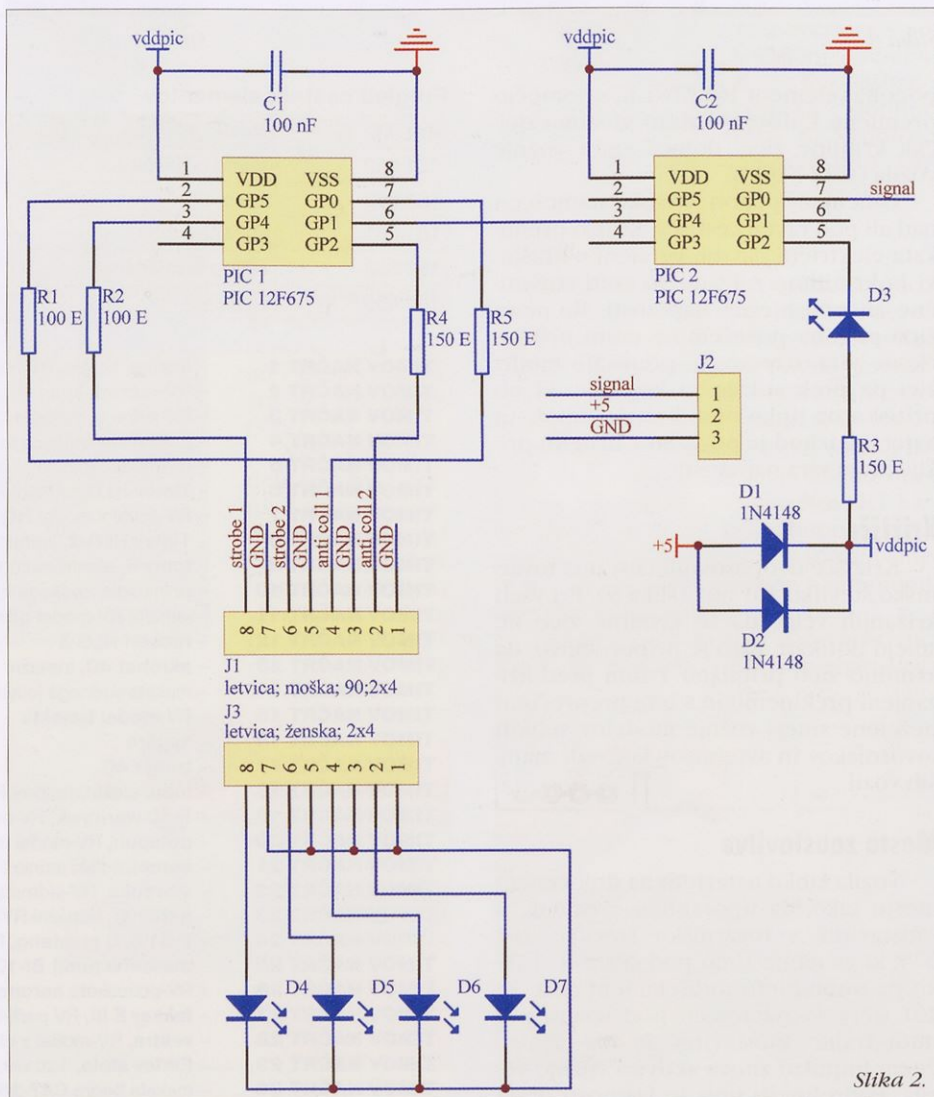 vddpic
C1
100 nF
1 VDD VSS 8
2 GP5 GP0 7
3 GP4 GP1 6
4 GP3 GP2 5
PIC 1
PIC 12F675
vddpic
C2
100 nF
1 VDD VSS 8
2 GP5 GP0 7
signal
3 GP4 GP1 6
4 GP3 GP2 5
PIC 2
PIC 12F675
R1
100 E
R2
100 E
R4
150 E
R5
150 E
D3
J2
signal 1
+5 2
GND 3
R3
150 E
D1
1N4148
+5
vddpic
D2
1N4148
strobe 1
GND
strobe 2
GND
anti coll 1
GND
anti coll 2
GND
8 7 6 5 4 3 2 1
J1
letvica; moška; 90;2x4
J3
letvica; ženska; 2x4
8 7 6 5 4 3 2 1
D4
D5
D6
D7
Slika 2.